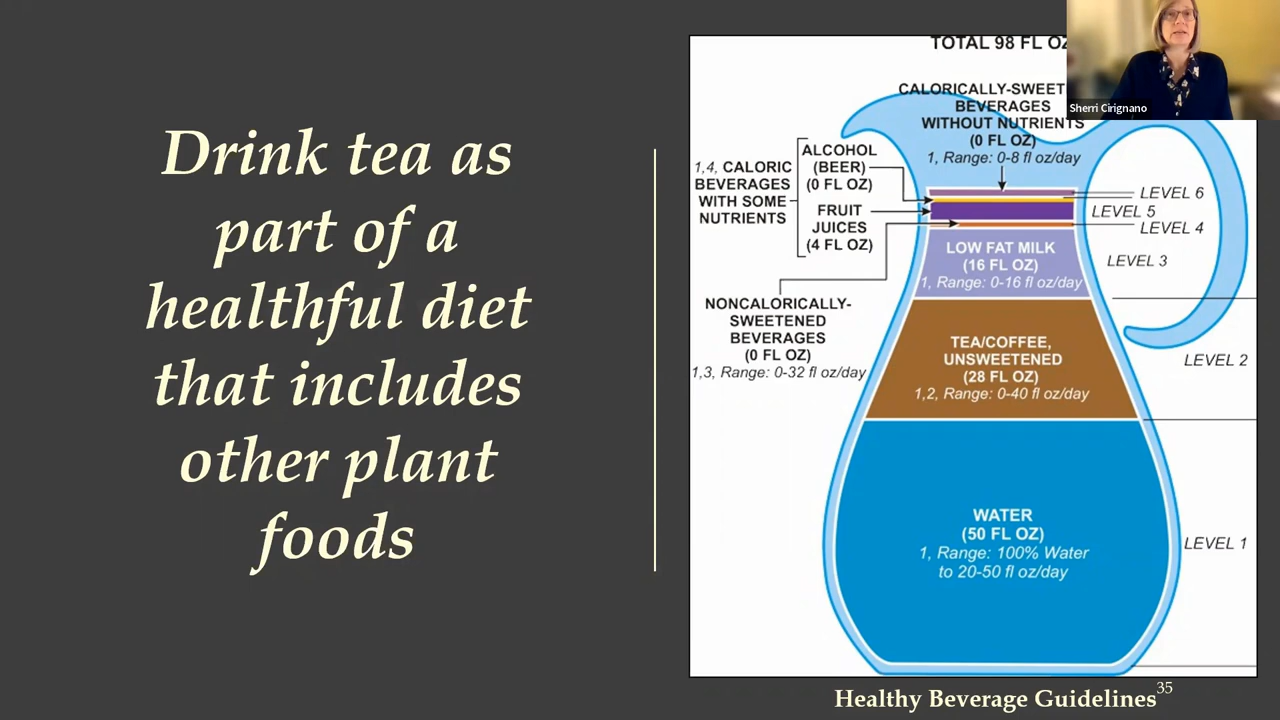 Drink tea as
part of a
healthful diet
that includes
other plant
foods
TOTAL 98 FL OZ
CALORICALLY-SWEET
BEVERAGES
WITHOUT NUTRIENTS
(0 FL OZ)
1, Range: 0-8 fl oz/day
1,4, CALORIC
BEVERAGES
WITH SOME
NUTRIENTS
ALCOHOL
(BEER)
(0 FL OZ)
FRUIT
JUICES
(4 FL OZ)
NONCALORICALLY-
SWEETENED
BEVERAGES
(0 FL OZ)
1,3, Range: 0-32 fl oz/day
LEVEL 6
LEVEL 5
LEVEL 4
LOW FAT MILK
(16 FL OZ)
1, Range: 0-16 fl oz/day
LEVEL 3
TEA/COFFEE,
UNSWEETENED
(28 FL OZ)
1,2, Range: 0-40 fl oz/day
LEVEL 2
WATER
(50 FL OZ)
1, Range: 100% Water
to 20-50 fl oz/day
LEVEL 1
Healthy Beverage Guidelines35
Sherri Cirignano